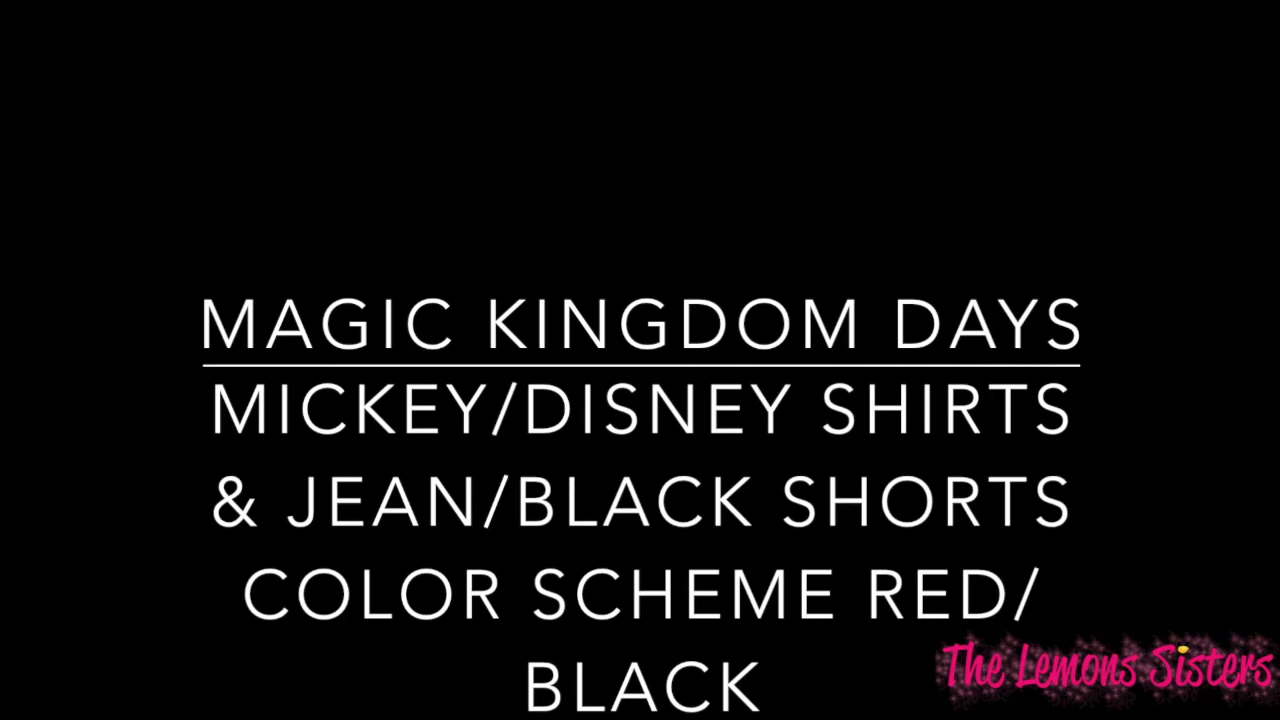 MAGIC KINGDOM DAYS
MICKEY/DISNEY SHIRTS
& JEAN/BLACK SHORTS
COLOR SCHEME RED/
BLACK
The Lemons Sisters